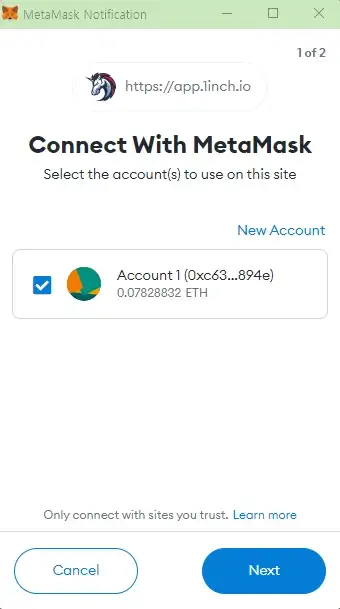 MetaMask Notification
1 of 2
https://app.1inch.io
Connect With MetaMask
Select the account(s) to use on this site
New Account
Account 1 (0xc63...894e)
0.07828832 ETH
Only connect with sites you trust. Learn more
Cancel
Next